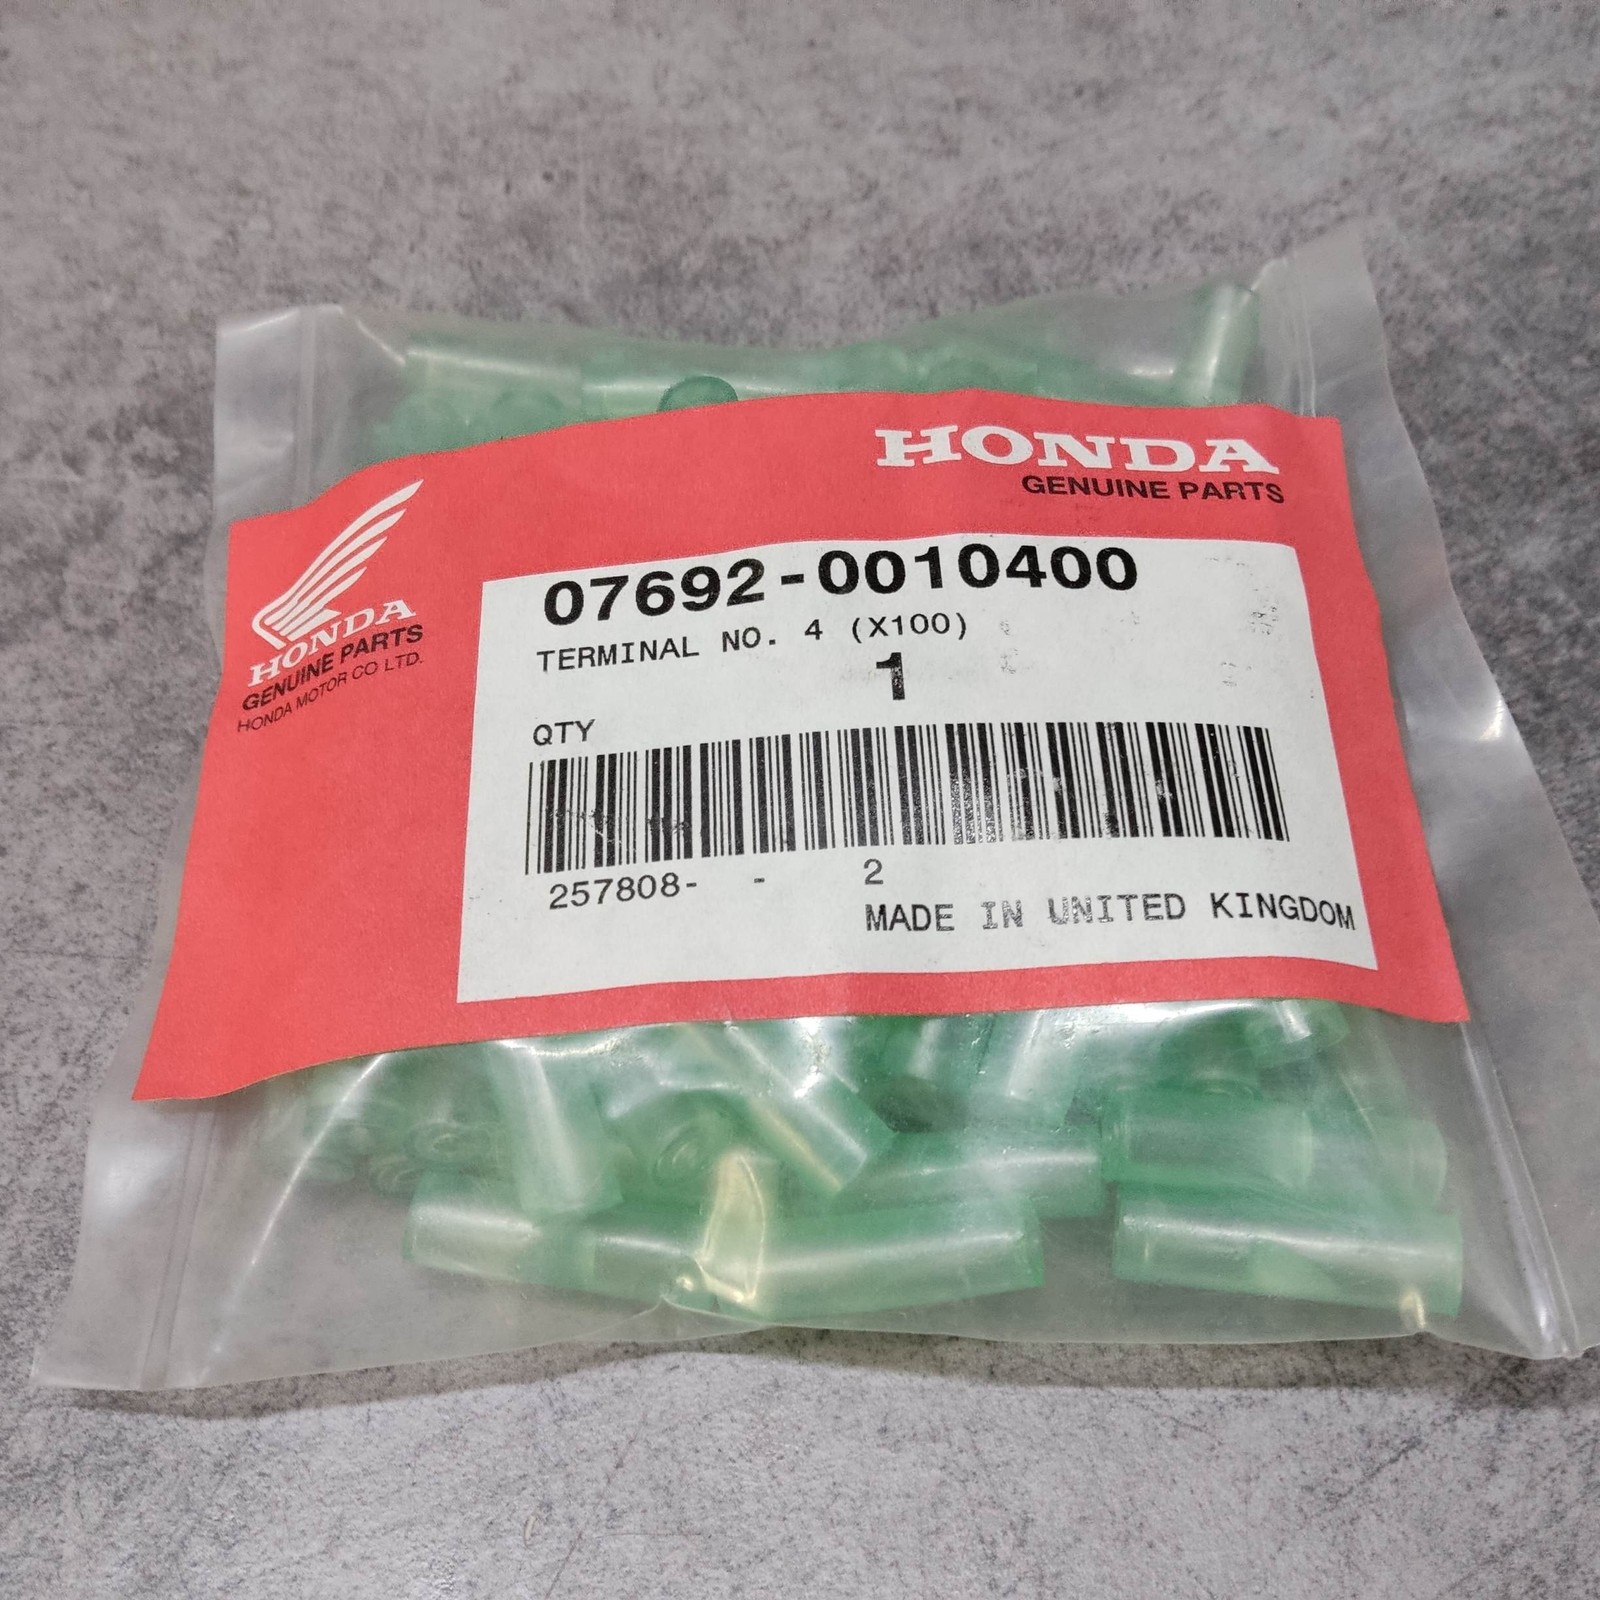 HONDA
GENUINE PARTS
HONDA
GENUINE PARTS
HONDA MOTOR CO LTD.
07692-0010400
TERMINAL NO. 4 (X100)
1
QTY
257808- - 2
MADE IN UNITED KINGDOM